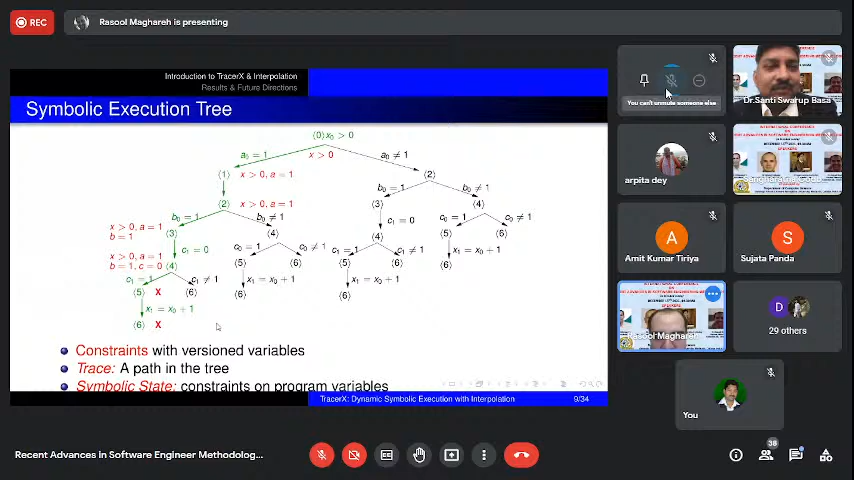 REC
Rasool Maghareh is presenting
Introduction to TracerX & Interpolation
Results & Future Directions
Symbolic Execution Tree
⟨0⟩ x₀ > 0
a₀ = 1
x > 0
a₀ ≠ 1
⟨1⟩
x > 0, a = 1
⟨2⟩
b₀ = 1
b₀ ≠ 1
⟨2⟩
x > 0, a = 1
⟨3⟩
⟨4⟩
b₀ = 1
b₀ ≠ 1
x > 0, a = 1
b = 1
⟨3⟩
⟨4⟩
c₁ = 0
c₀ = 1
c₀ ≠ 1
⟨4⟩
⟨5⟩
⟨6⟩
c₁ = 0
c₀ = 1
c₀ ≠ 1
c₁ = 1
c₁ ≠ 1
x₁ = x₀ + 1
x > 0, a = 1
b = 1, c = 0
⟨4⟩
⟨5⟩
⟨6⟩
⟨5⟩
⟨6⟩
⟨6⟩
c₁ = 1
c₁ ≠ 1
x₁ = x₀ + 1
x₁ = x₀ + 1
⟨5⟩ X
⟨6⟩
⟨6⟩
⟨6⟩
x₁ = x₀ + 1
⟨6⟩ X
Constraints with versioned variables
Trace: A path in the tree
Symbolic State: constraints on program variables
TracerX: Dynamic Symbolic Execution with Interpolation
9/34
You can't unmute someone else
Dr.Santi Swarup Basa
arpita dey
A
Amit Kumar Tiriya
S
Sujata Panda
Rasool Maghareh
D
29 others
You
Recent Advances in Software Engineer Methodolog...
38